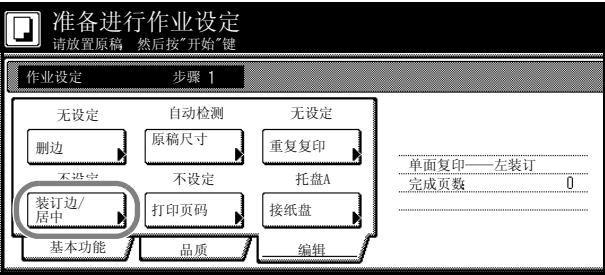 准备进行作业设定
请放置原稿 然后按"开始"键
作业设定 步骤 1
无设定 自动检测 无设定
删边 原稿尺寸 重复复印
不设定 不设定 托盘A
装订边/
居中 打印页码 接纸盘
基本功能 品质 编辑
单面复印——左装订
完成页数 0